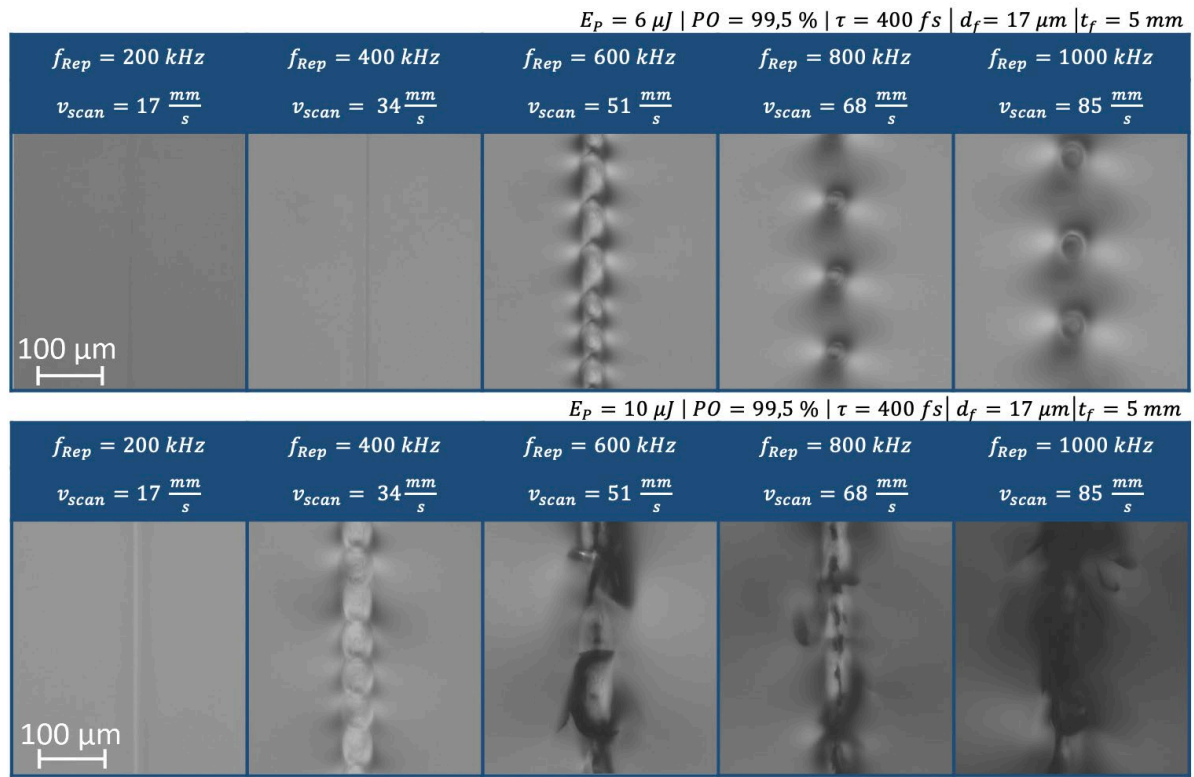 E_P = 6 μJ | PO = 99,5 % | τ = 400 fs | d_f = 17 μm | t_f = 5 mm
f_Rep = 200 kHz f_Rep = 400 kHz f_Rep = 600 kHz f_Rep = 800 kHz f_Rep = 1000 kHz
v_scan = 17 mm/s v_scan = 34 mm/s v_scan = 51 mm/s v_scan = 68 mm/s v_scan = 85 mm/s
100 μm
E_P = 10 μJ | PO = 99,5 % | τ = 400 fs | d_f = 17 μm | t_f = 5 mm
f_Rep = 200 kHz f_Rep = 400 kHz f_Rep = 600 kHz f_Rep = 800 kHz f_Rep = 1000 kHz
v_scan = 17 mm/s v_scan = 34 mm/s v_scan = 51 mm/s v_scan = 68 mm/s v_scan = 85 mm/s
100 μm